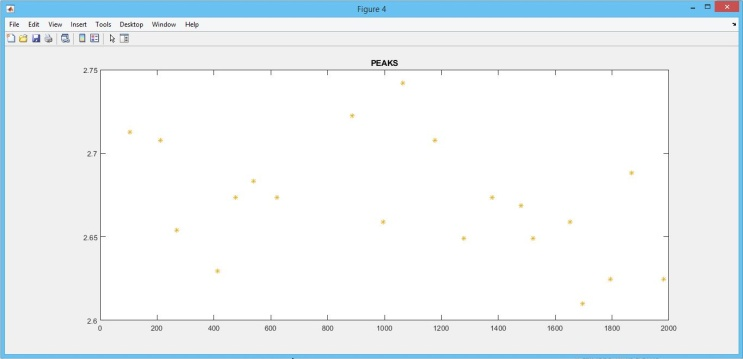 Figure 4
File Edit View Insert Tools Desktop Window Help
PEAKS
2.75
2.7
2.65
2.6
0 200 400 600 800 1000 1200 1400 1600 1800 2000